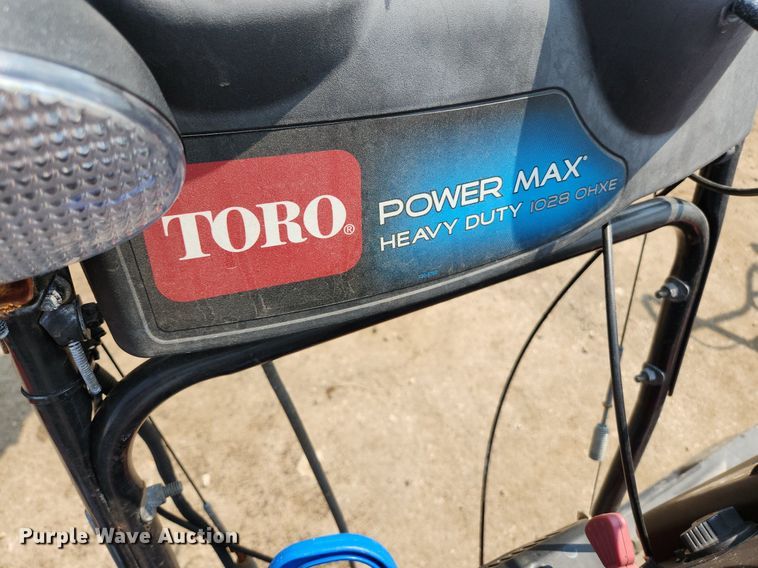 TORO®
POWER MAX®
HEAVY DUTY 1028 OHXE
Purple Wave Auction